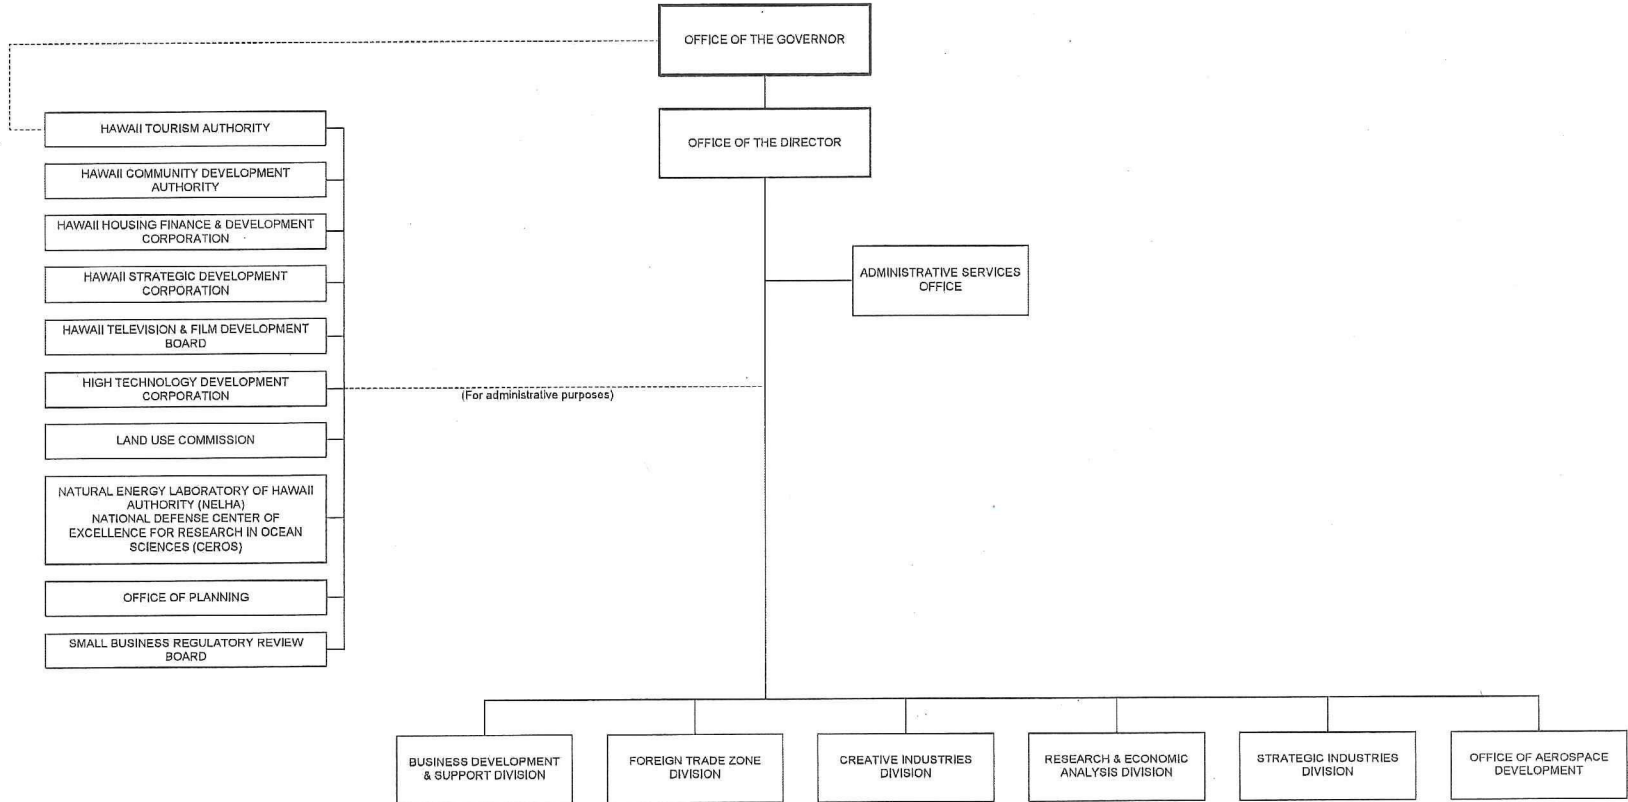 OFFICE OF THE GOVERNOR
OFFICE OF THE DIRECTOR
HAWAII TOURISM AUTHORITY
HAWAII COMMUNITY DEVELOPMENT
AUTHORITY
HAWAII HOUSING FINANCE & DEVELOPMENT
CORPORATION
HAWAII STRATEGIC DEVELOPMENT
CORPORATION
HAWAII TELEVISION & FILM DEVELOPMENT
BOARD
HIGH TECHNOLOGY DEVELOPMENT
CORPORATION
LAND USE COMMISSION
NATURAL ENERGY LABORATORY OF HAWAII
AUTHORITY (NELHA)
NATIONAL DEFENSE CENTER OF
EXCELLENCE FOR RESEARCH IN OCEAN
SCIENCES (CEROS)
OFFICE OF PLANNING
SMALL BUSINESS REGULATORY REVIEW
BOARD
ADMINISTRATIVE SERVICES
OFFICE
(For administrative purposes)
BUSINESS DEVELOPMENT
& SUPPORT DIVISION
FOREIGN TRADE ZONE
DIVISION
CREATIVE INDUSTRIES
DIVISION
RESEARCH & ECONOMIC
ANALYSIS DIVISION
STRATEGIC INDUSTRIES
DIVISION
OFFICE OF AEROSPACE
DEVELOPMENT